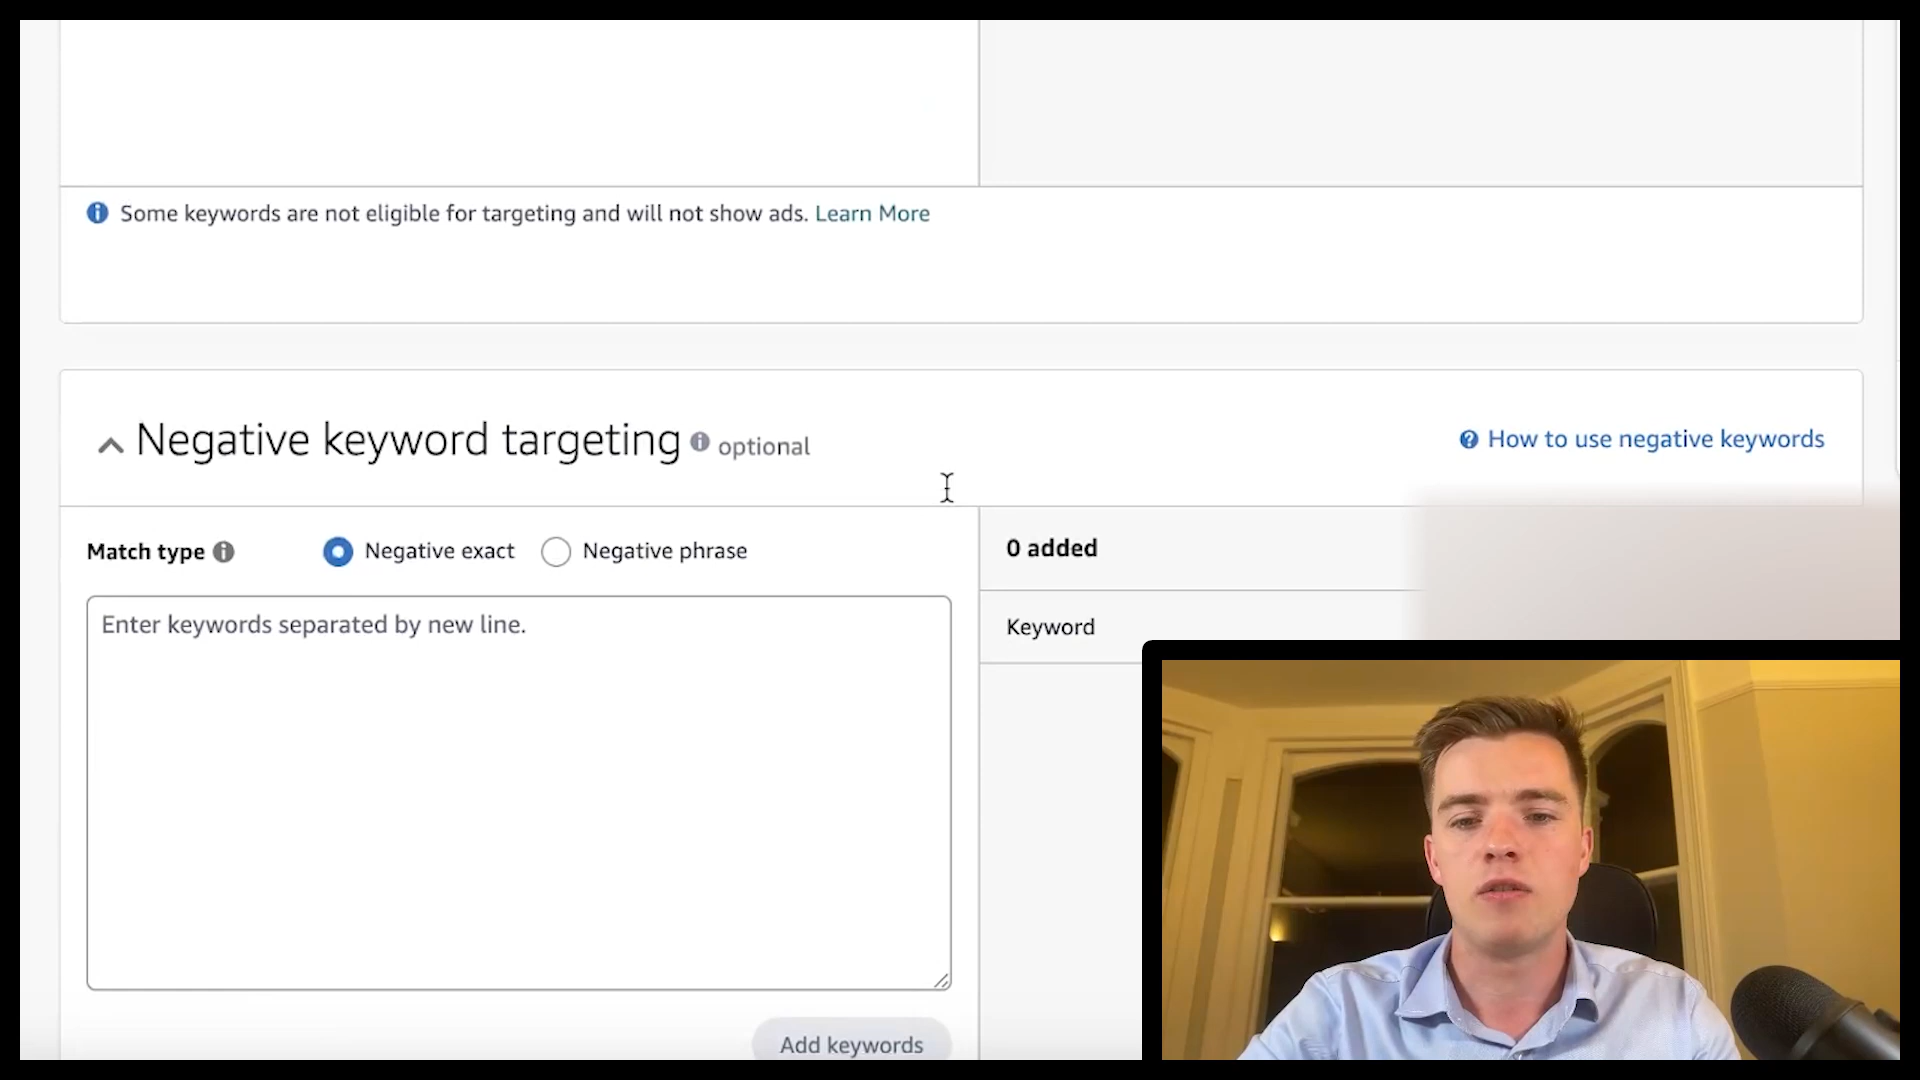 Some keywords are not eligible for targeting and will not show ads. Learn More
Negative keyword targeting optional
How to use negative keywords
Match type Negative exact Negative phrase
0 added
Enter keywords separated by new line.
Keyword
Add keywords